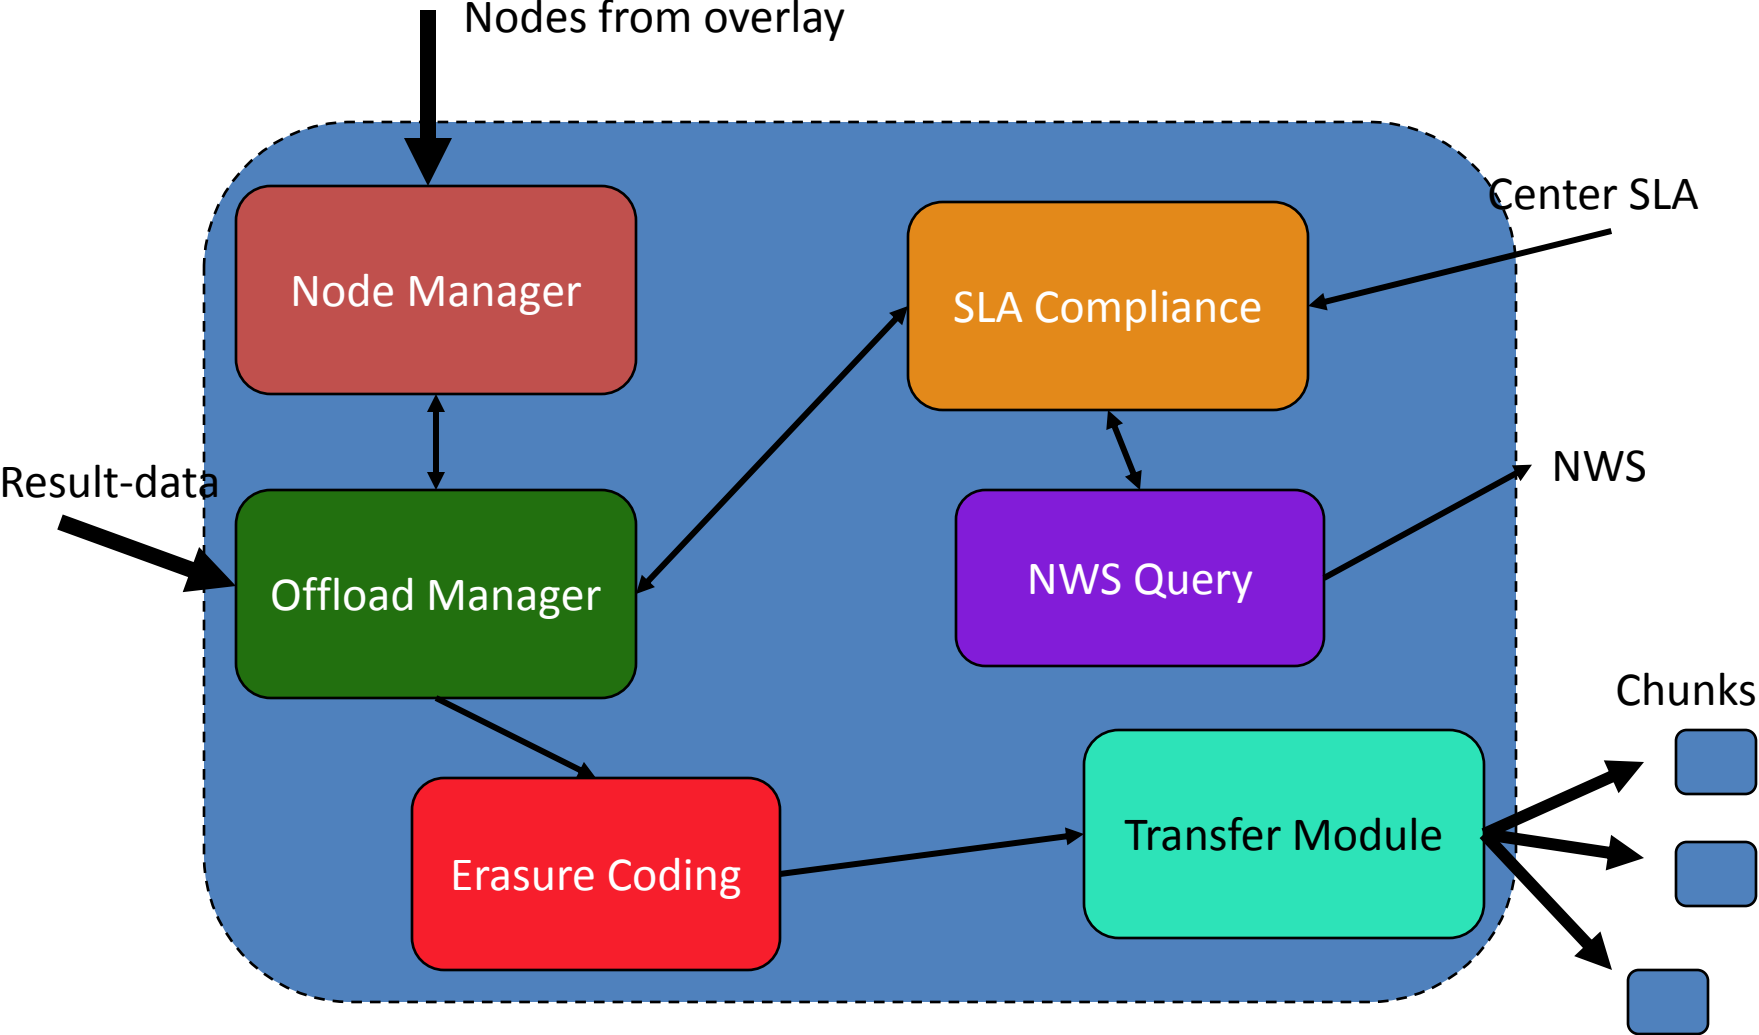 Nodes from overlay
Center SLA
Node Manager
SLA Compliance
Result-data
NWS
Offload Manager
NWS Query
Chunks
Transfer Module
Erasure Coding